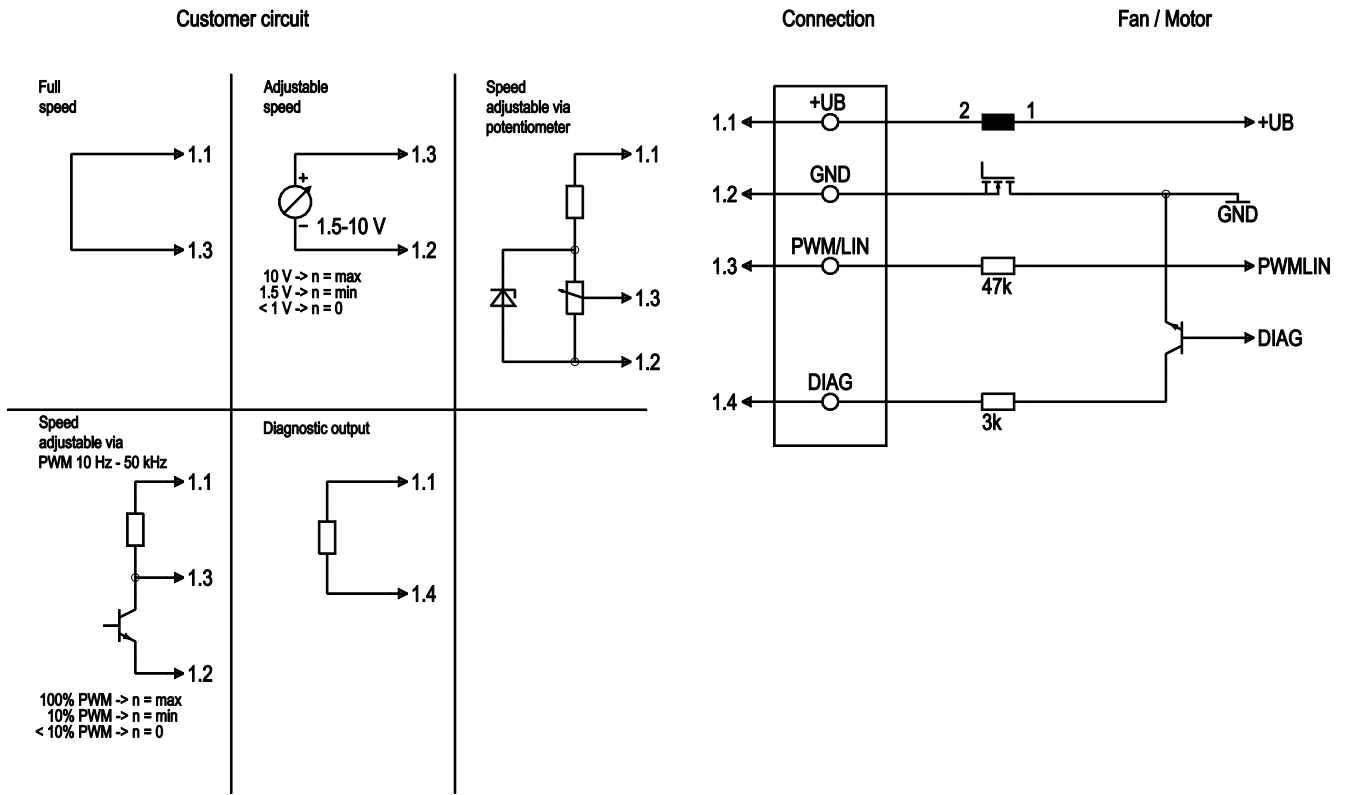 Customer circuit
Connection
Fan / Motor
Full
speed
1.1
1.3
Adjustable
speed
1.3
+
–
1.5-10 V
1.2
10 V -> n = max
1.5 V -> n = min
< 1 V -> n = 0
Speed
adjustable via
potentiometer
1.1
1.3
1.2
Speed
adjustable via
PWM 10 Hz - 50 kHz
1.1
1.3
1.2
100% PWM -> n = max
10% PWM -> n = min
< 10% PWM -> n = 0
Diagnostic output
1.1
1.4
1.1
+UB
2
1
+UB
1.2
GND
GND
1.3
PWM/LIN
47k
PWMLIN
DIAG
1.4
DIAG
3k